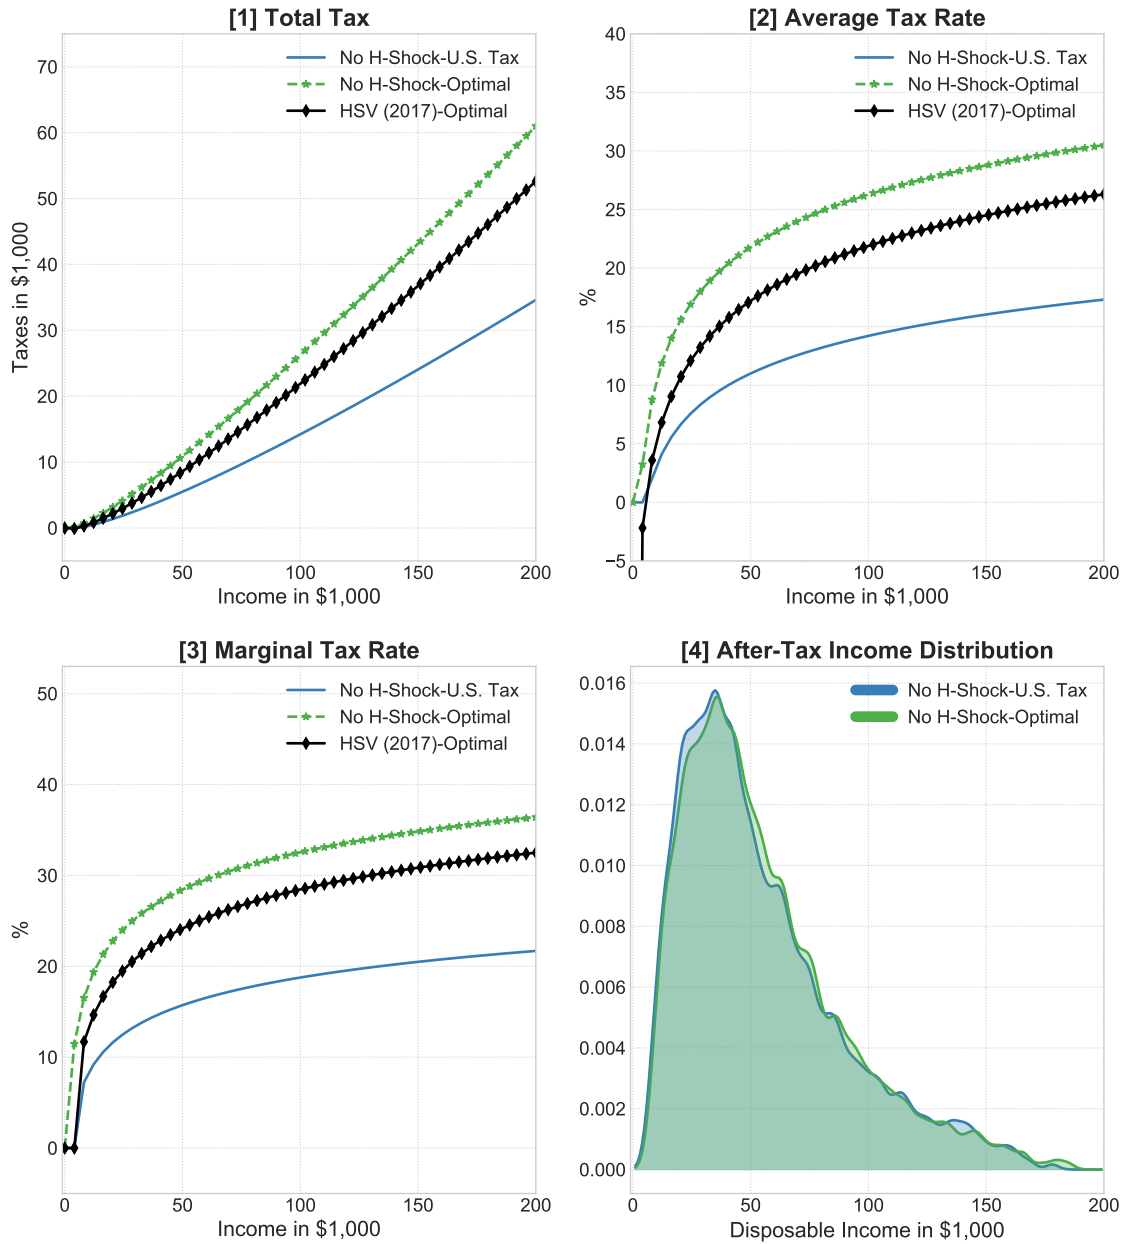 [1] Total Tax
No H-Shock-U.S. Tax
No H-Shock-Optimal
HSV (2017)-Optimal
Taxes in $1,000
70
60
50
40
30
20
10
0
0 50 100 150 200
Income in $1,000
[2] Average Tax Rate
No H-Shock-U.S. Tax
No H-Shock-Optimal
HSV (2017)-Optimal
%
40
35
30
25
20
15
10
5
0
−5
0 50 100 150 200
Income in $1,000
[3] Marginal Tax Rate
No H-Shock-U.S. Tax
No H-Shock-Optimal
HSV (2017)-Optimal
%
50
40
30
20
10
0
0 50 100 150 200
Income in $1,000
[4] After-Tax Income Distribution
No H-Shock-U.S. Tax
No H-Shock-Optimal
0.016
0.014
0.012
0.010
0.008
0.006
0.004
0.002
0.000
0 50 100 150 200
Disposable Income in $1,000